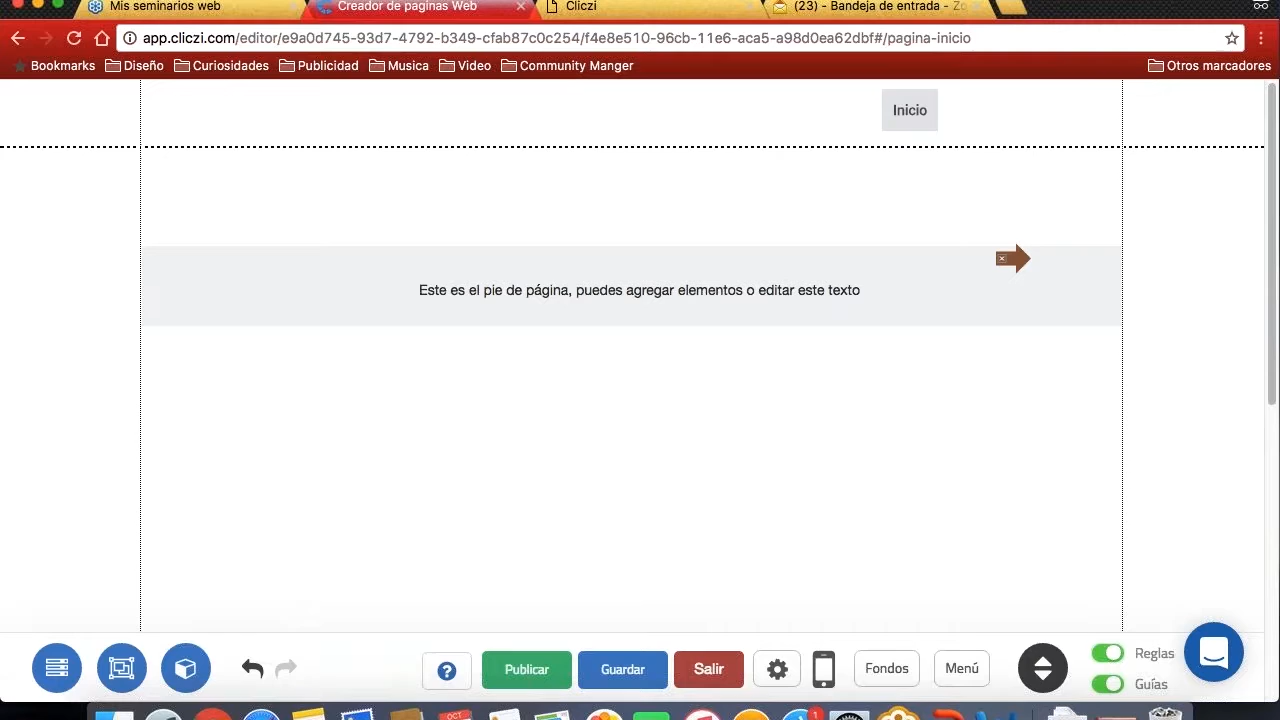 Mis seminarios web
Creador de paginas Web
Cliczi
(23) - Bandeja de entrada - Zo
app.cliczi.com/editor/e9a0d745-93d7-4792-b349-cfab87c0c254/f4e8e510-96cb-11e6-aca5-a98d0ea62dbf#/pagina-inicio
Bookmarks Diseño Curiosidades Publicidad Musica Video Community Manger Otros marcadores
Inicio
Este es el pie de página, puedes agregar elementos o editar este texto
Publicar Guardar Salir Fondos Menú
Reglas
Guías
OCT
1